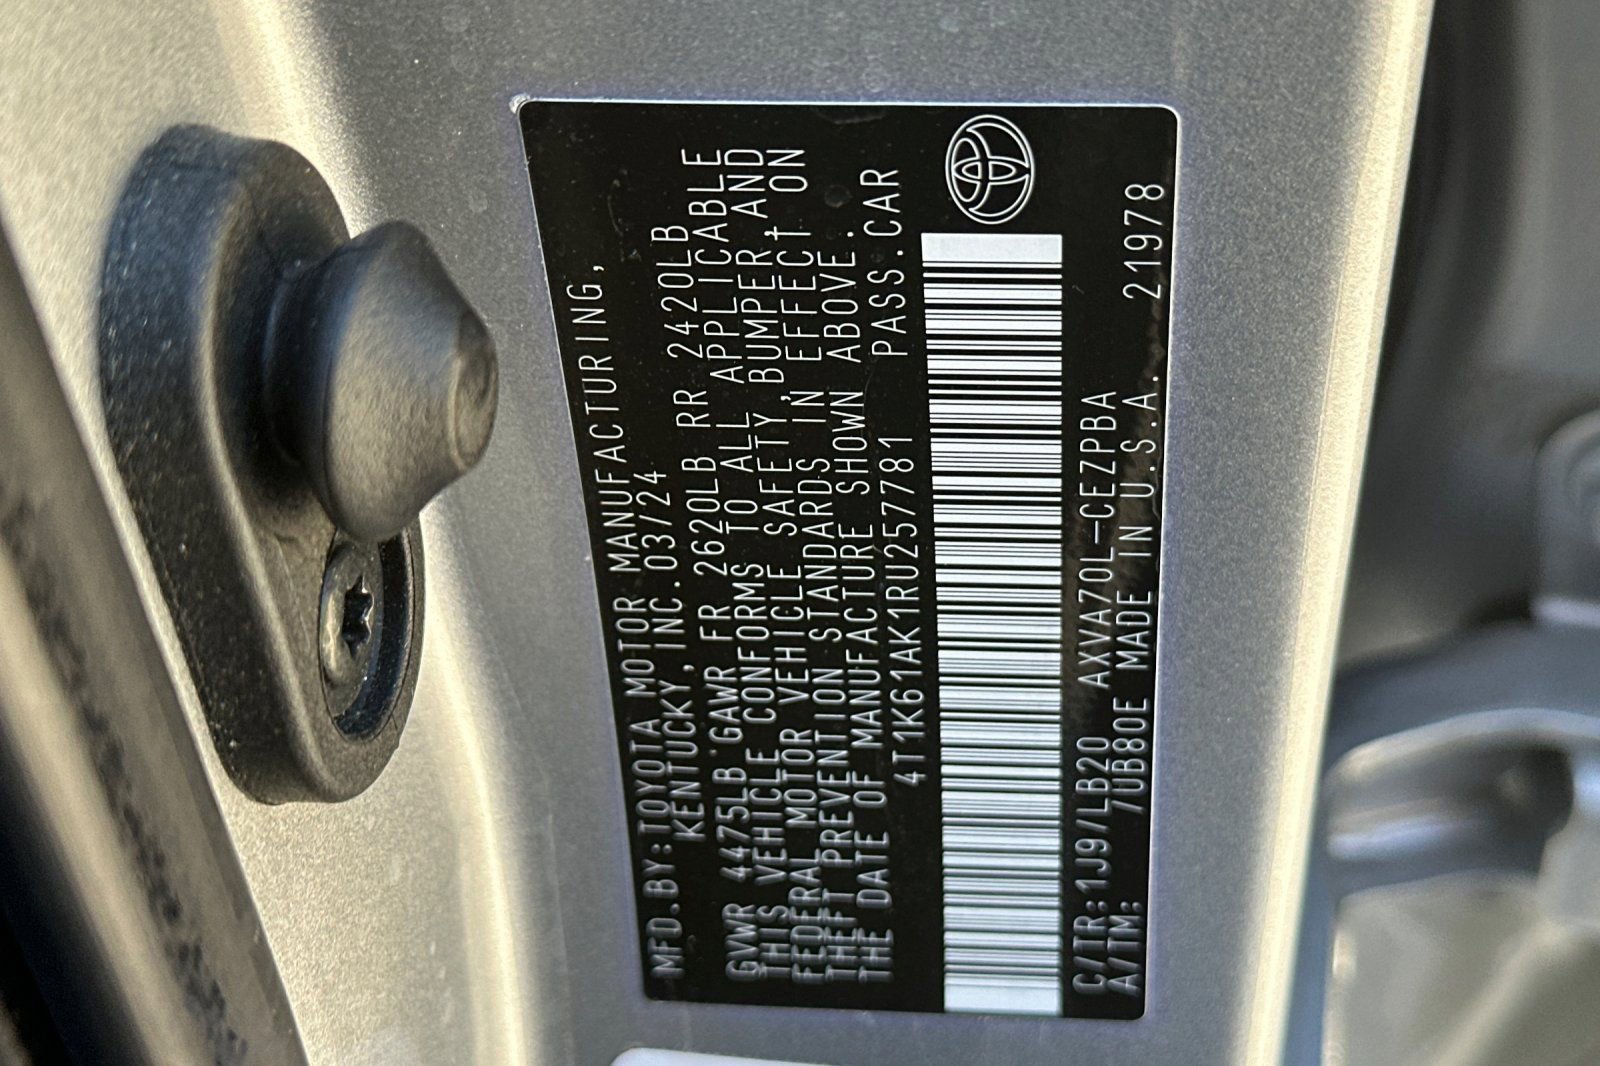 MFD.BY:TOYOTA MOTOR MANUFACTURING,
KENTUCKY, INC. 03/24
GVWR 4475LB GAWR FR 2620LB RR 2420LB
THIS VEHICLE CONFORMS TO ALL APPLICABLE
FEDERAL MOTOR VEHICLE SAFETY, BUMPER, AND
THEFT PREVENTION STANDARDS IN EFFECT ON
THE DATE OF MANUFACTURE SHOWN ABOVE.
4T1K61AK1RU257781 PASS.CAR
C/TR:1J9/LB20 AXVA70L-CEZPBA 21978
A/TM: /UB80E MADE IN U.S.A.